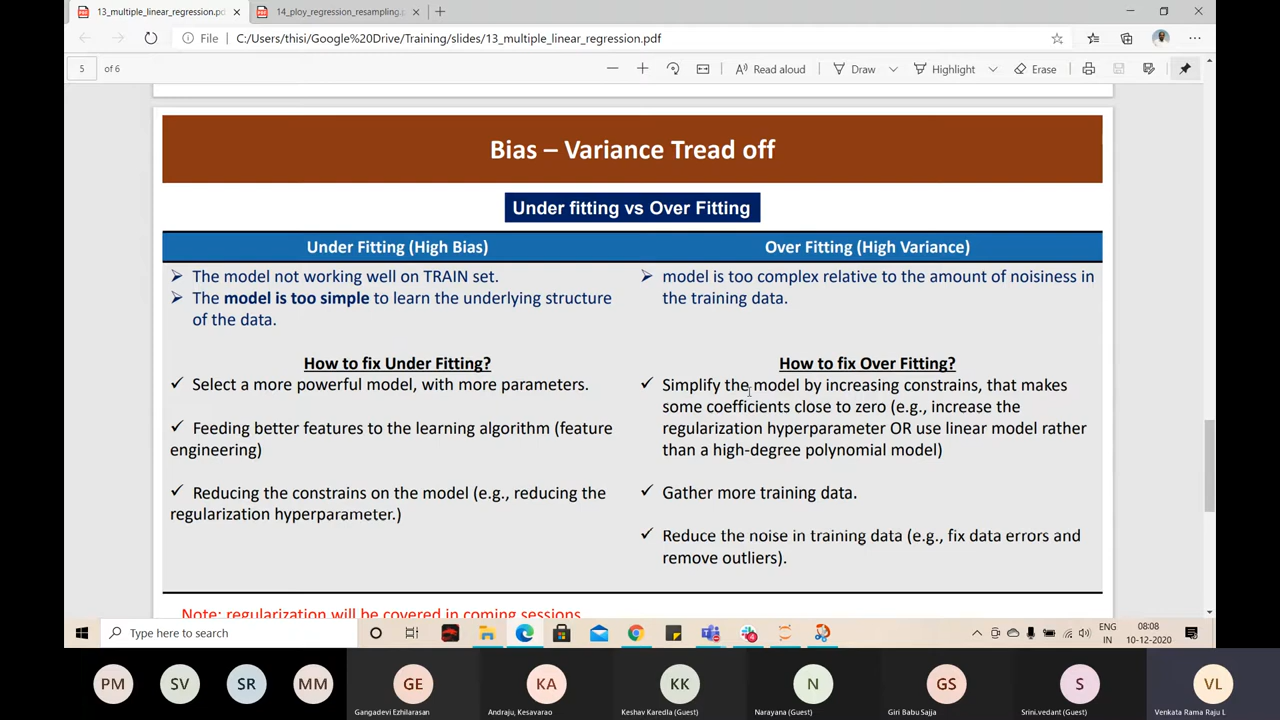 13_multiple_linear_regression.pd
14_ploy_regression_resampling.
File
C:/Users/thisi/Google%20Drive/Training/slides/13_multiple_linear_regression.pdf
5 of 6
Read aloud
Draw
Highlight
Erase
Bias – Variance Tread off
Under fitting vs Over Fitting
Under Fitting (High Bias)
The model not working well on TRAIN set.
The model is too simple to learn the underlying structure
of the data.
How to fix Under Fitting?
Select a more powerful model, with more parameters.
Feeding better features to the learning algorithm (feature
engineering)
Reducing the constrains on the model (e.g., reducing the
regularization hyperparameter.)
Over Fitting (High Variance)
model is too complex relative to the amount of noisiness in
the training data.
How to fix Over Fitting?
Simplify the model by increasing constrains, that makes
some coefficients close to zero (e.g., increase the
regularization hyperparameter OR use linear model rather
than a high-degree polynomial model)
Gather more training data.
Reduce the noise in training data (e.g., fix data errors and
remove outliers).
Note: regularization will be covered in coming sessions
Type here to search
ENG
IN
08:08
10-12-2020
PM
SV
SR
MM
GE
Gangadevi Ezhilarasan
KA
Andraju, Kesavarao
KK
Keshav Karedla (Guest)
N
Narayana (Guest)
GS
Giri Babu Sajja
S
Srini.vedant (Guest)
VL
Venkata Rama Raju L